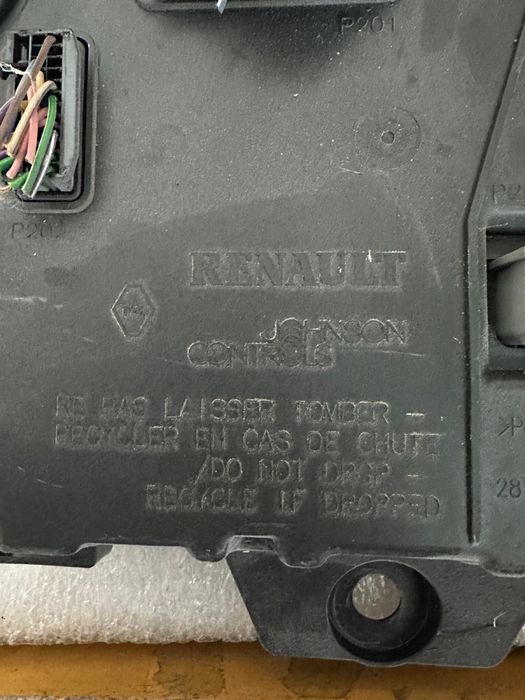 P201
P202
RENAULT
JOHNSON
CONTROLS
NE PAS LAISSER TOMBER -
RECYCLER EN CAS DE CHUTE
/DO NOT DROP -
RECYCLE IF DROPPED
>P
28